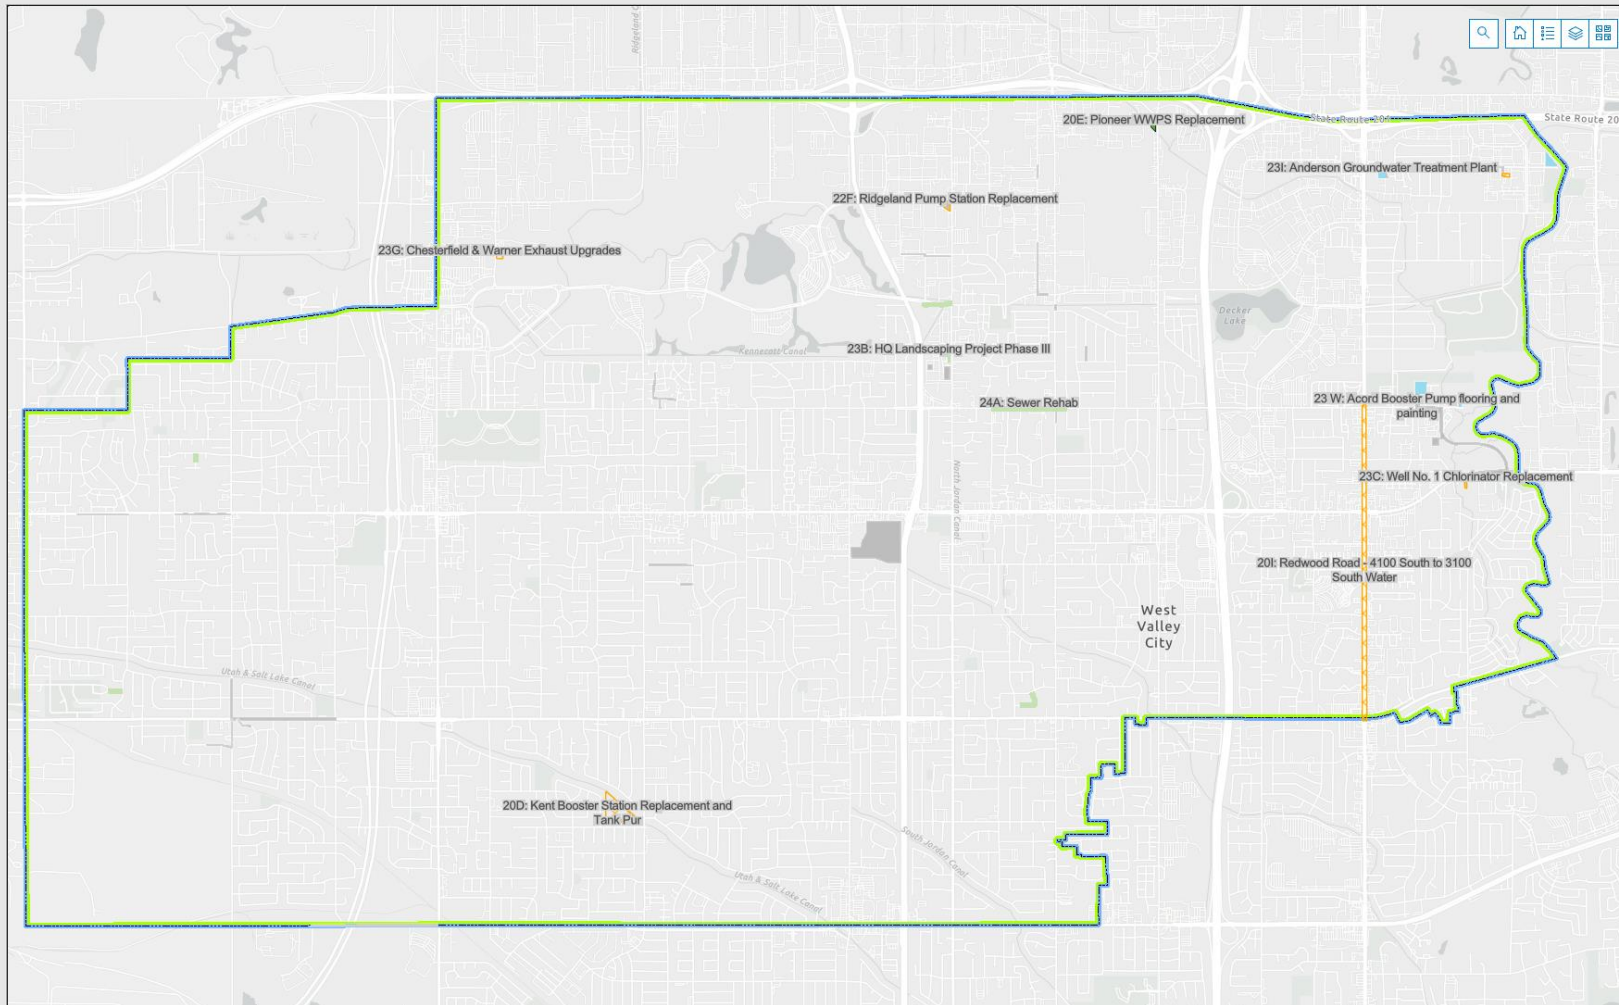 Ridgeland C
20E: Pioneer WWPS Replacement
State Route 201
State Route 20
23I: Anderson Groundwater Treatment Plant
22F: Ridgeland Pump Station Replacement
23G: Chesterfield & Warner Exhaust Upgrades
Decker
Lake
23B: HQ Landscaping Project Phase III
Kennecott Canal
24A: Sewer Rehab
23 W: Acord Booster Pump flooring and
painting
23C: Well No. 1 Chlorinator Replacement
North Jordan Canal
20I: Redwood Road - 4100 South to 3100
South Water
West
Valley
City
Utah & Salt Lake Canal
20D: Kent Booster Station Replacement and
Tank Pur
South Jordan Canal
Utah & Salt Lake Canal